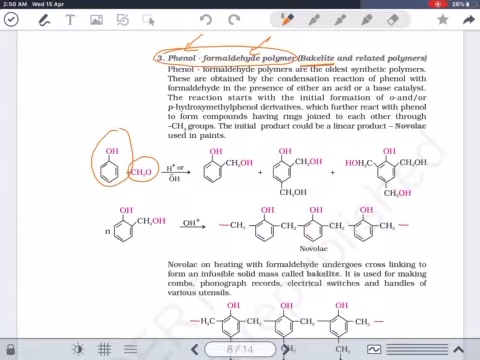 2:50 AM Wed 15 Apr
3. Phenol - formaldehyde polymer (Bakelite and related polymers)
Phenol - formaldehyde polymers are the oldest synthetic polymers.
These are obtained by the condensation reaction of phenol with
formaldehyde in the presence of either an acid or a base catalyst.
The reaction starts with the initial formation of o-and/or
p-hydroxymethylphenol derivatives, which further react with phenol
to form compounds having rings joined to each other through
–CH₂ groups. The initial product could be a linear product – Novolac
used in paints.
OH OH OH OH
+CH₂O H⁺ or CH₂OH + CH₂OH + HOH₂C CH₂OH
OH
CH₂OH CH₂OH
OH OH OH OH
n CH₂OH OH⁺ —CH₂ CH₂ CH₂ CH₂ —
Novolac
Novolac on heating with formaldehyde undergoes cross linking to
form an infusible solid mass called bakelite. It is used for making
combs, phonograph records, electrical switches and handles of
various utensils.
OH OH OH
—H₂C CH₂ CH₂ CH₂ —
8 / 14